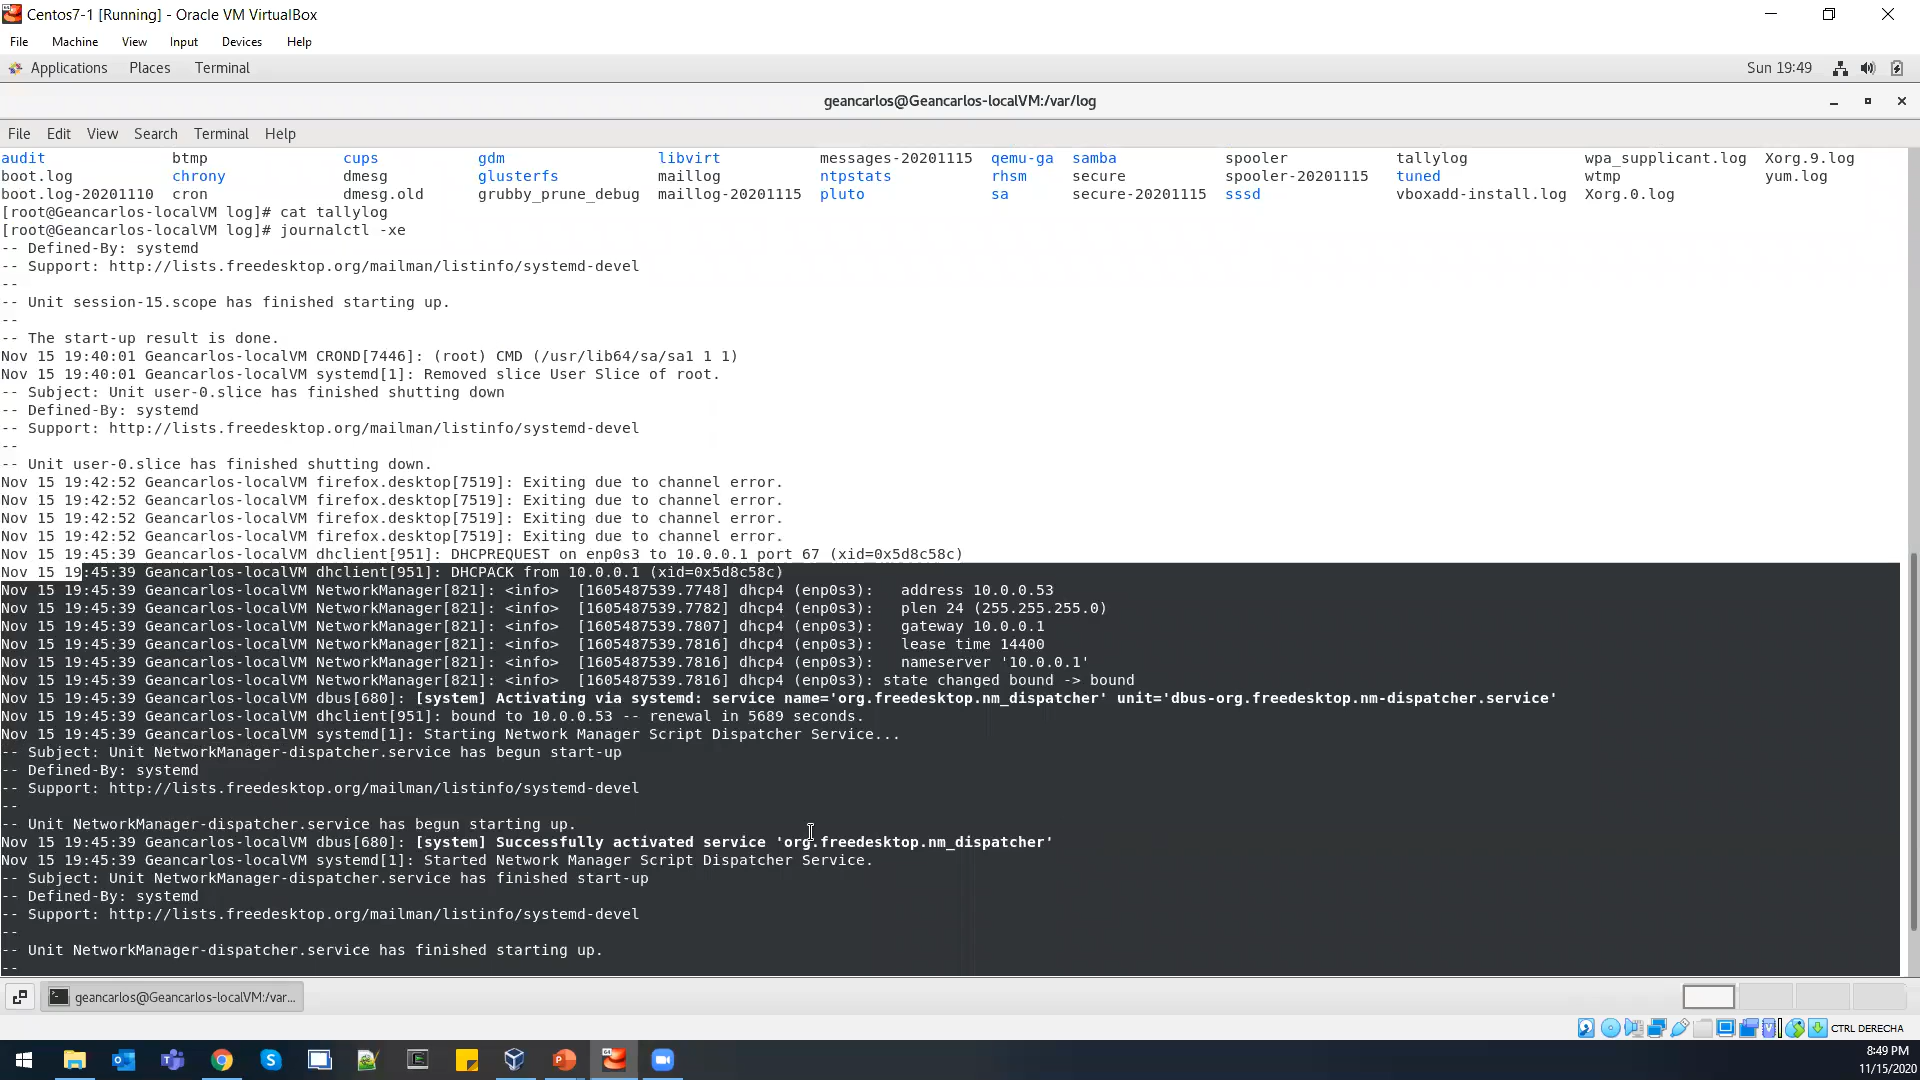 Centos7-1 [Running] - Oracle VM VirtualBox
File Machine View Input Devices Help
Applications Places Terminal Sun 19:49
geancarlos@Geancarlos-localVM:/var/log
File Edit View Search Terminal Help
audit btmp cups gdm libvirt messages-20201115 qemu-ga samba spooler tallylog wpa_supplicant.log Xorg.9.log
boot.log chrony dmesg glusterfs maillog ntpstats rhsm secure spooler-20201115 tuned wtmp yum.log
boot.log-20201110 cron dmesg.old grubby_prune_debug maillog-20201115 pluto sa secure-20201115 sssd vboxadd-install.log Xorg.0.log
[root@Geancarlos-localVM log]# cat tallylog
[root@Geancarlos-localVM log]# journalctl -xe
-- Defined-By: systemd
-- Support: http://lists.freedesktop.org/mailman/listinfo/systemd-devel
--
-- Unit session-15.scope has finished starting up.
--
-- The start-up result is done.
Nov 15 19:40:01 Geancarlos-localVM CROND[7446]: (root) CMD (/usr/lib64/sa/sa1 1 1)
Nov 15 19:40:01 Geancarlos-localVM systemd[1]: Removed slice User Slice of root.
-- Subject: Unit user-0.slice has finished shutting down
-- Defined-By: systemd
-- Support: http://lists.freedesktop.org/mailman/listinfo/systemd-devel
--
-- Unit user-0.slice has finished shutting down.
Nov 15 19:42:52 Geancarlos-localVM firefox.desktop[7519]: Exiting due to channel error.
Nov 15 19:42:52 Geancarlos-localVM firefox.desktop[7519]: Exiting due to channel error.
Nov 15 19:42:52 Geancarlos-localVM firefox.desktop[7519]: Exiting due to channel error.
Nov 15 19:42:52 Geancarlos-localVM firefox.desktop[7519]: Exiting due to channel error.
Nov 15 19:45:39 Geancarlos-localVM dhclient[951]: DHCPREQUEST on enp0s3 to 10.0.0.1 port 67 (xid=0x5d8c58c)
Nov 15 19:45:39 Geancarlos-localVM dhclient[951]: DHCPACK from 10.0.0.1 (xid=0x5d8c58c)
Nov 15 19:45:39 Geancarlos-localVM NetworkManager[821]: <info> [1605487539.7748] dhcp4 (enp0s3): address 10.0.0.53
Nov 15 19:45:39 Geancarlos-localVM NetworkManager[821]: <info> [1605487539.7782] dhcp4 (enp0s3): plen 24 (255.255.255.0)
Nov 15 19:45:39 Geancarlos-localVM NetworkManager[821]: <info> [1605487539.7807] dhcp4 (enp0s3): gateway 10.0.0.1
Nov 15 19:45:39 Geancarlos-localVM NetworkManager[821]: <info> [1605487539.7816] dhcp4 (enp0s3): lease time 14400
Nov 15 19:45:39 Geancarlos-localVM NetworkManager[821]: <info> [1605487539.7816] dhcp4 (enp0s3): nameserver '10.0.0.1'
Nov 15 19:45:39 Geancarlos-localVM NetworkManager[821]: <info> [1605487539.7816] dhcp4 (enp0s3): state changed bound -> bound
Nov 15 19:45:39 Geancarlos-localVM dbus[680]: [system] Activating via systemd: service name='org.freedesktop.nm_dispatcher' unit='dbus-org.freedesktop.nm-dispatcher.service'
Nov 15 19:45:39 Geancarlos-localVM dhclient[951]: bound to 10.0.0.53 -- renewal in 5689 seconds.
Nov 15 19:45:39 Geancarlos-localVM systemd[1]: Starting Network Manager Script Dispatcher Service...
-- Subject: Unit NetworkManager-dispatcher.service has begun start-up
-- Defined-By: systemd
-- Support: http://lists.freedesktop.org/mailman/listinfo/systemd-devel
--
-- Unit NetworkManager-dispatcher.service has begun starting up.
Nov 15 19:45:39 Geancarlos-localVM dbus[680]: [system] Successfully activated service 'org.freedesktop.nm_dispatcher'
Nov 15 19:45:39 Geancarlos-localVM systemd[1]: Started Network Manager Script Dispatcher Service.
-- Subject: Unit NetworkManager-dispatcher.service has finished start-up
-- Defined-By: systemd
-- Support: http://lists.freedesktop.org/mailman/listinfo/systemd-devel
--
-- Unit NetworkManager-dispatcher.service has finished starting up.
--
geancarlos@Geancarlos-localVM:/var...
CTRL DERECHA
8:49 PM
11/15/2020